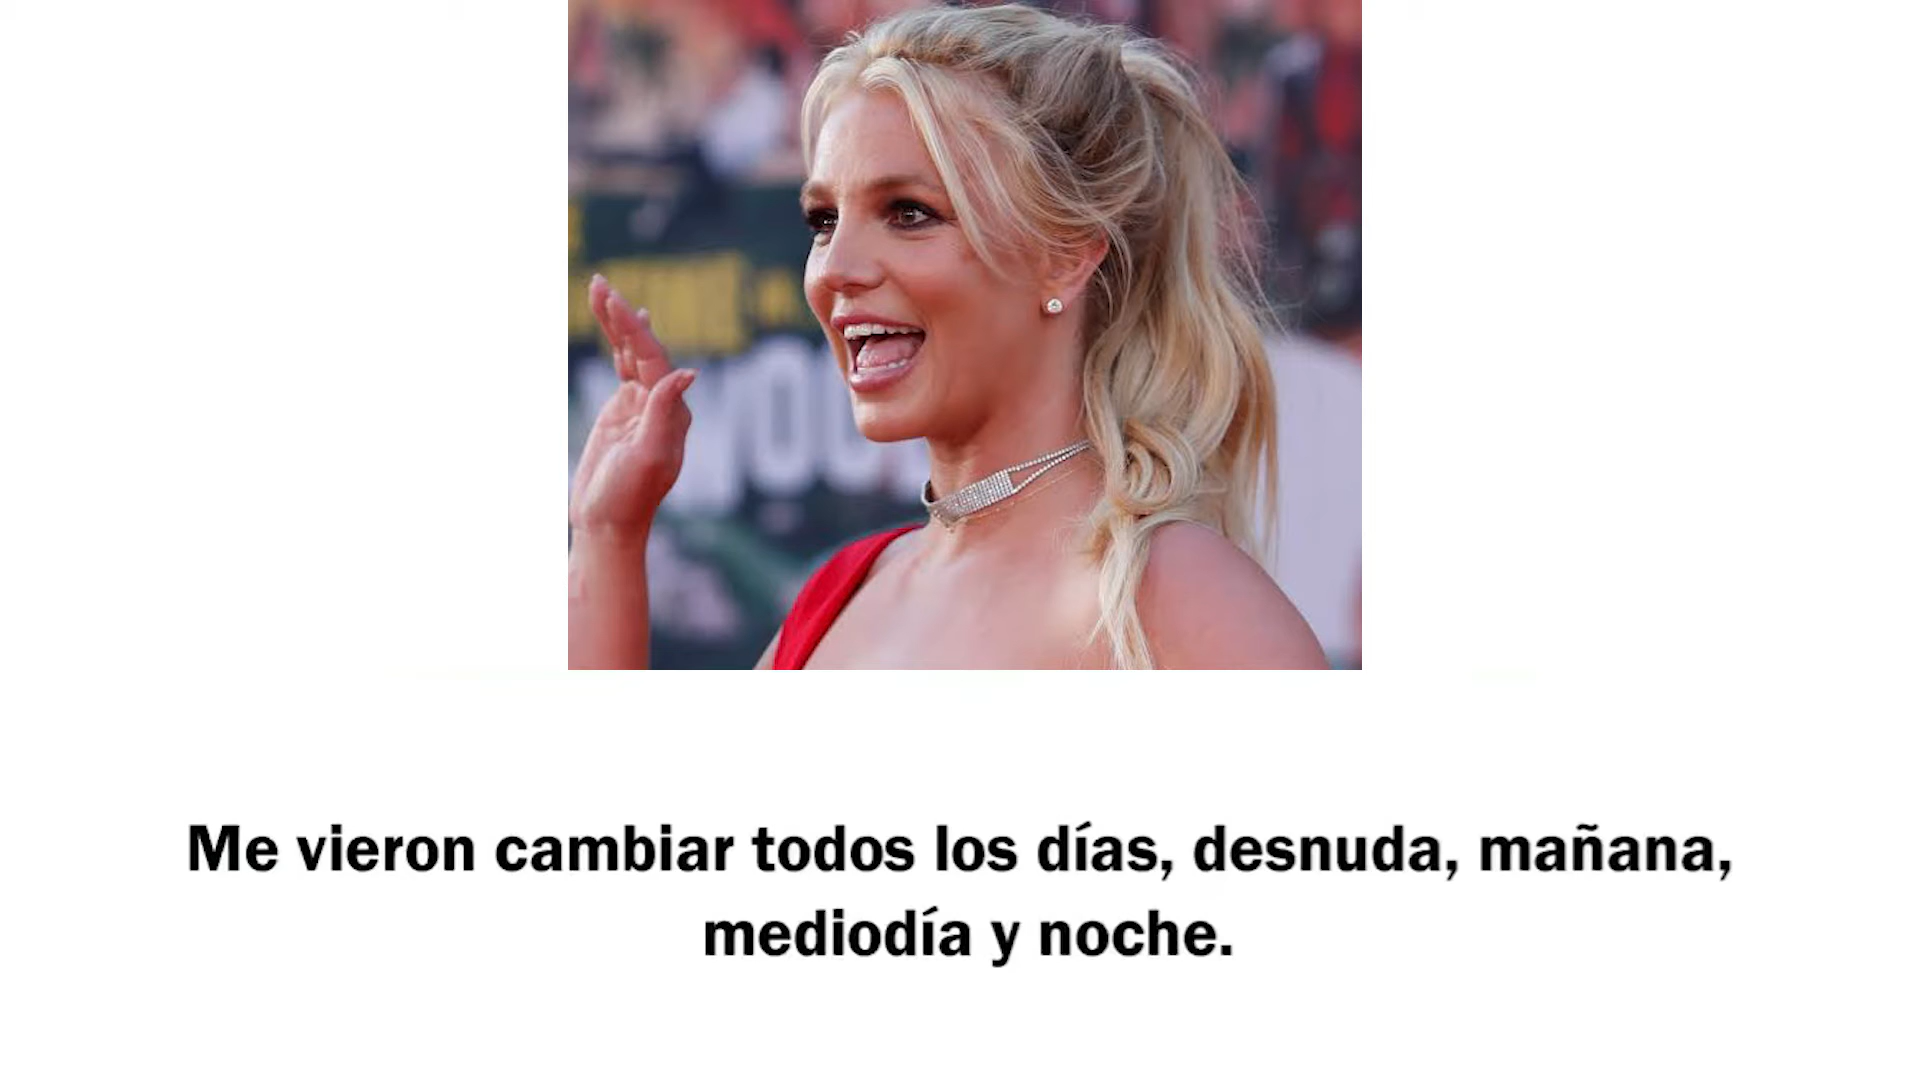 Me vieron cambiar todos los días, desnuda, mañana,
mediodía y noche.